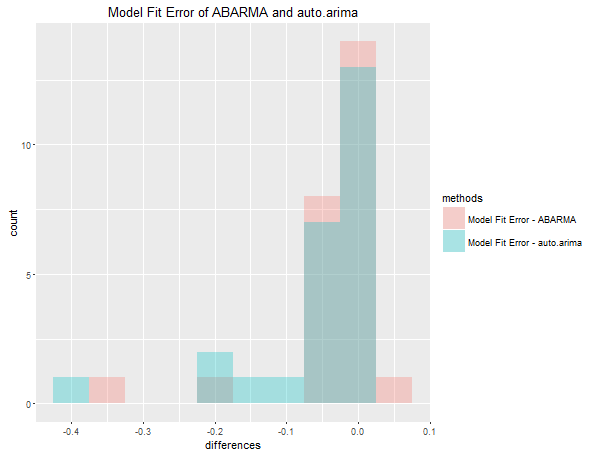 Model Fit Error of ABARMA and auto.arima
10
5
0
count
-0.4 -0.3 -0.2 -0.1 0.0 0.1
differences
methods
Model Fit Error - ABARMA
Model Fit Error - auto.arima